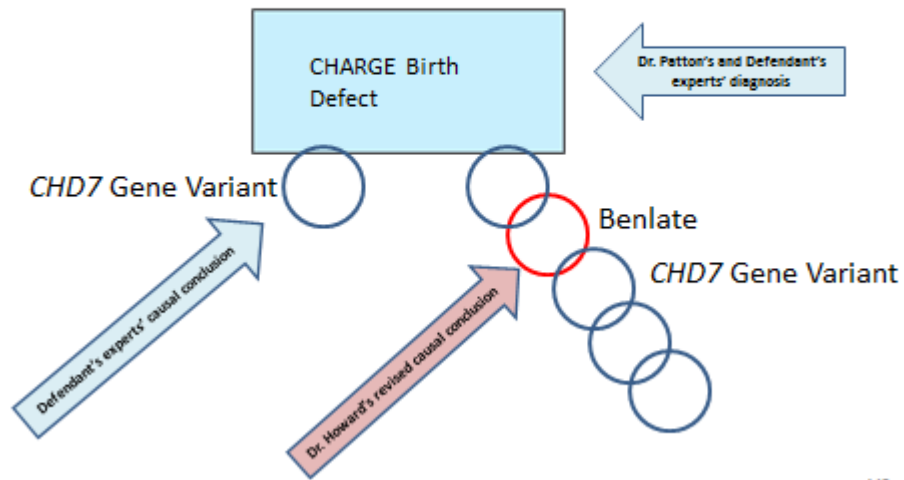 CHARGE Birth
Defect
Dr. Patton's and Defendant's
experts' diagnosis
CHD7 Gene Variant
Benlate
CHD7 Gene Variant
Defendant's experts' causal conclusion
Dr. Howard's revised causal conclusion